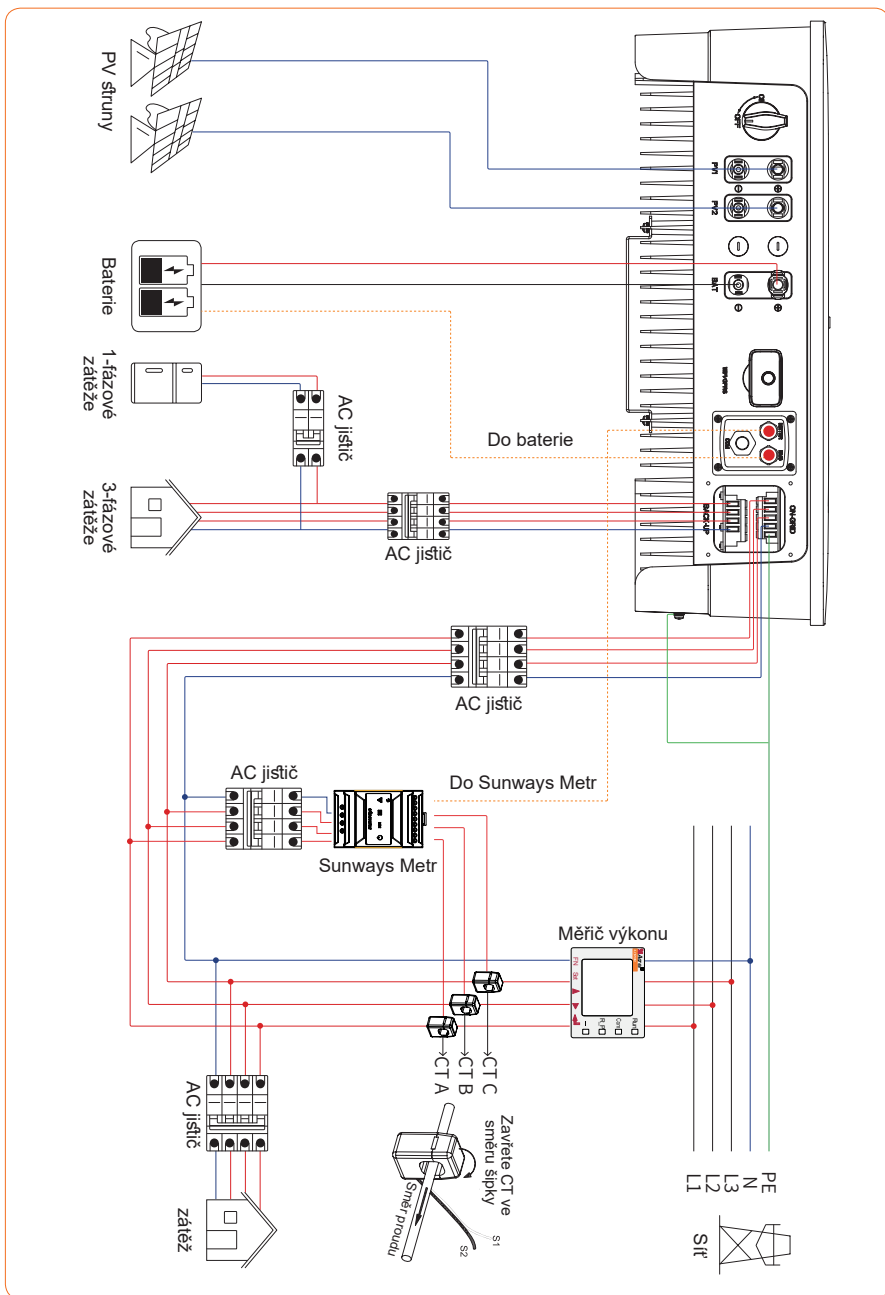 PV struny
Baterie
1-fázové
zátěže
3-fázové
zátěže
AC jistič
Do baterie
AC jistič
OFF
PV1
PV2
BAT
COM
BACK-UP
ON-GRID
AC jistič
AC jistič
Do Sunways Metr
Sunways Metr
Měřič výkonu
CT C
CT B
CT A
AC jistič
zátěž
Zavřete CT ve
směru šipky
Směr proudu
S1
S2
PE
N
L3
L2
L1
Síť